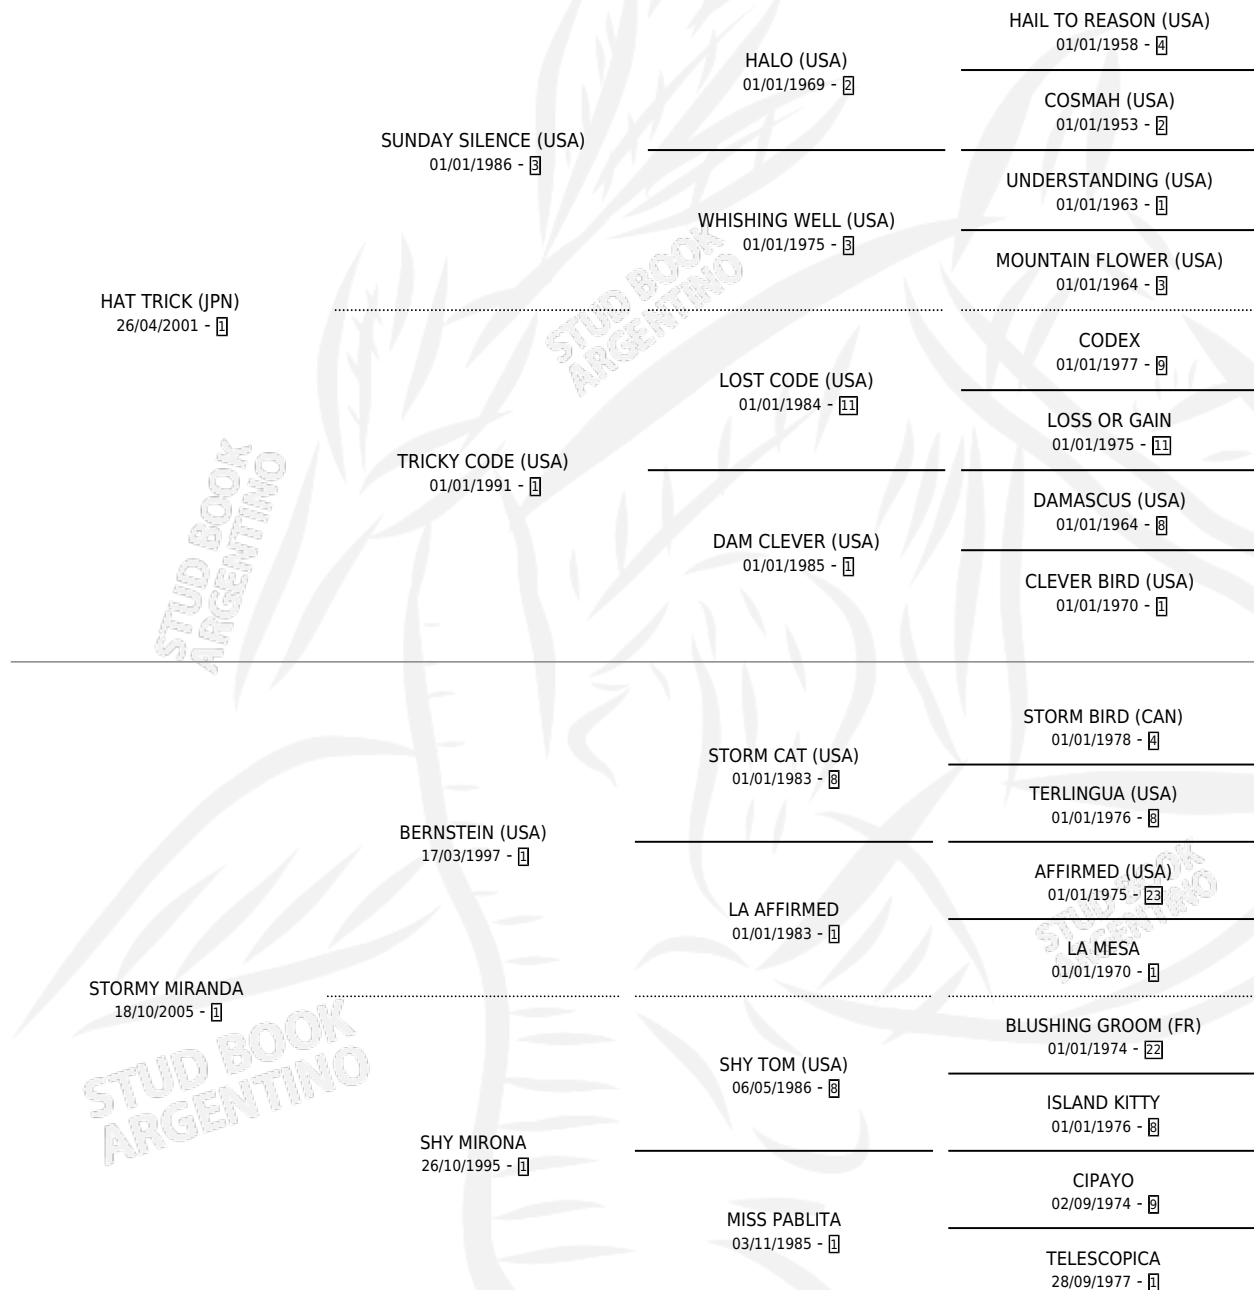 HAIL TO REASON (USA)
01/01/1958 - 4
HALO (USA)
01/01/1969 - 2
COSMAH (USA)
01/01/1953 - 2
SUNDAY SILENCE (USA)
01/01/1986 - 3
UNDERSTANDING (USA)
01/01/1963 - 1
WHISHING WELL (USA)
01/01/1975 - 3
MOUNTAIN FLOWER (USA)
01/01/1964 - 3
HAT TRICK (JPN)
26/04/2001 - 1
CODEX
01/01/1977 - 9
LOST CODE (USA)
01/01/1984 - 11
LOSS OR GAIN
01/01/1975 - 11
TRICKY CODE (USA)
01/01/1991 - 1
DAMASCUS (USA)
01/01/1964 - 8
DAM CLEVER (USA)
01/01/1985 - 1
CLEVER BIRD (USA)
01/01/1970 - 1
STORM BIRD (CAN)
01/01/1978 - 4
STORM CAT (USA)
01/01/1983 - 8
TERLINGUA (USA)
01/01/1976 - 8
BERNSTEIN (USA)
17/03/1997 - 1
AFFIRMED (USA)
01/01/1975 - 23
LA AFFIRMED
01/01/1983 - 1
LA MESA
01/01/1970 - 1
STORMY MIRANDA
18/10/2005 - 1
BLUSHING GROOM (FR)
01/01/1974 - 22
SHY TOM (USA)
06/05/1986 - 8
ISLAND KITTY
01/01/1976 - 8
SHY MIRONA
26/10/1995 - 1
CIPAYO
02/09/1974 - 9
MISS PABLITA
03/11/1985 - 1
TELESCOPICA
28/09/1977 - 1
STUD BOOK
ARGENTINO
STUD BOOK
ARGENTINO
STUD BOOK
ARGENTINO
STUD BOOK
ARGENTINO